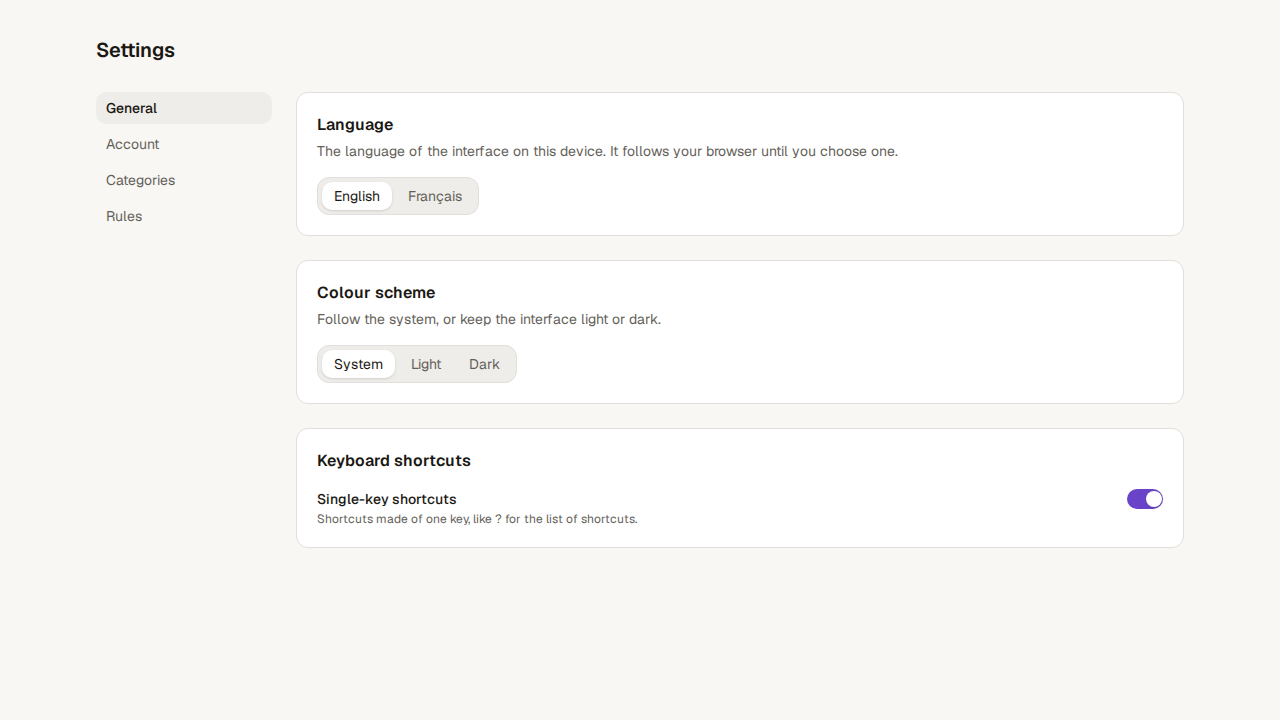 Settings
General
Account
Categories
Rules
Language
The language of the interface on this device. It follows your browser until you choose one.
English
Français
Colour scheme
Follow the system, or keep the interface light or dark.
System
Light
Dark
Keyboard shortcuts
Single-key shortcuts
Shortcuts made of one key, like ? for the list of shortcuts.